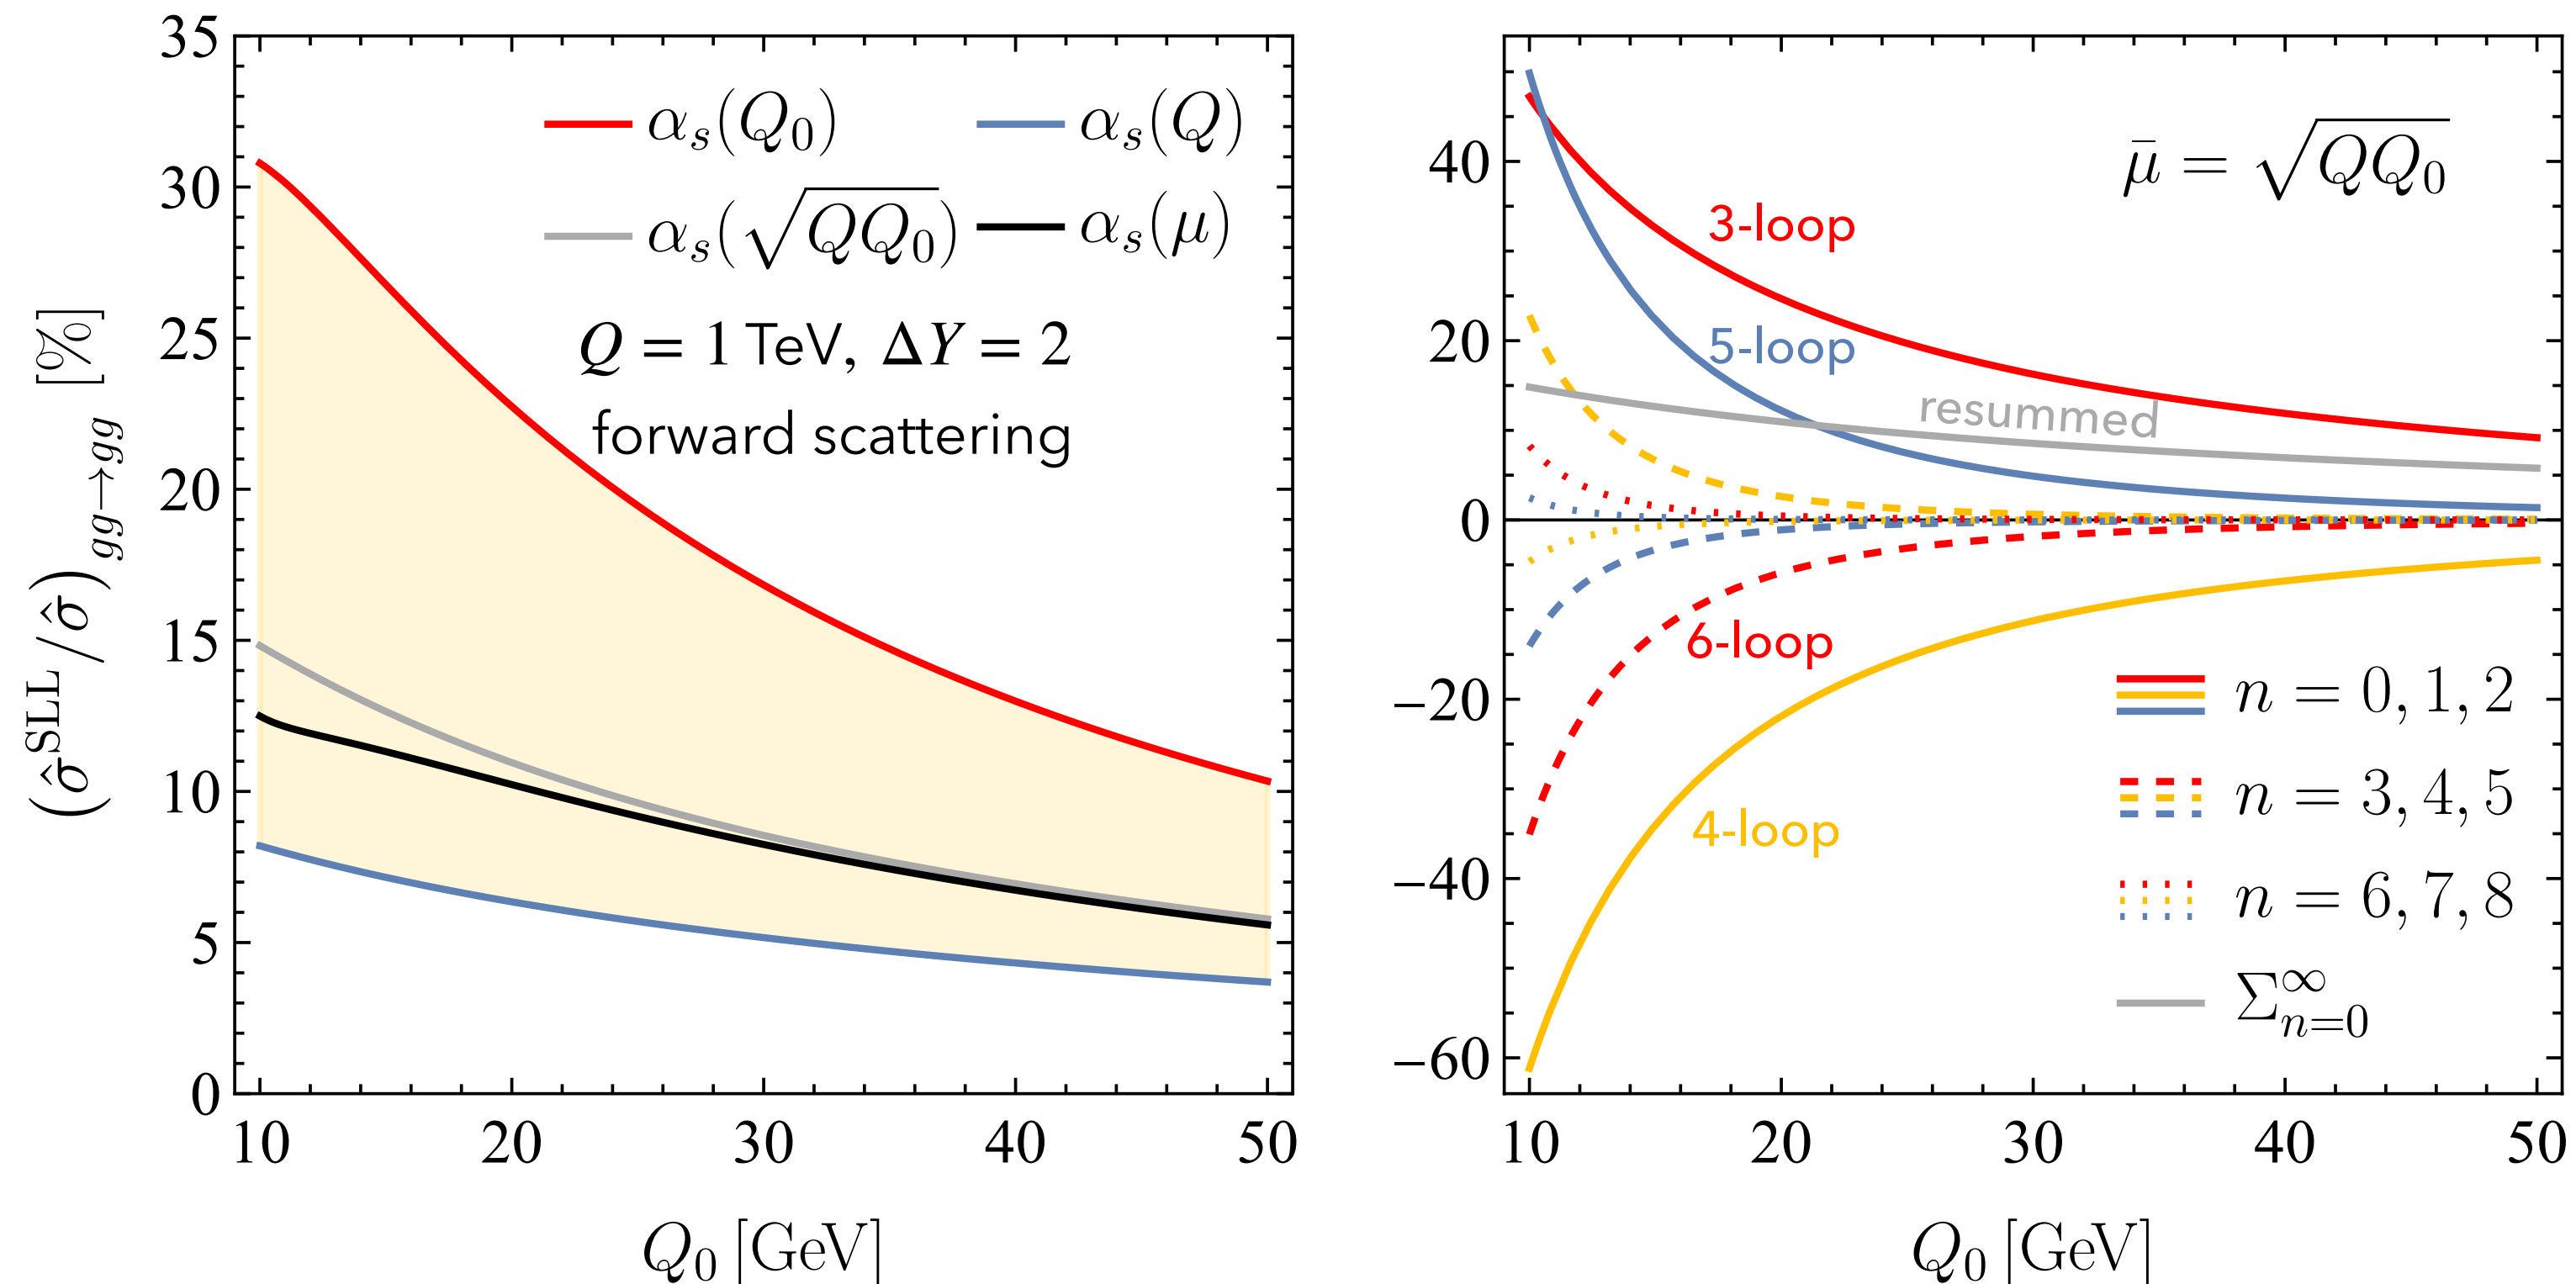 (σ̂^SLL/σ̂)_gg→gg [%]
35
30
25
20
15
10
5
0
α_s(Q_0)
α_s(Q)
α_s(√QQ_0)
α_s(μ)
Q = 1 TeV, ΔY = 2
forward scattering
10 20 30 40 50
Q_0 [GeV]
40
20
0
−20
−40
−60
μ̄ = √QQ_0
3-loop
5-loop
resummed
6-loop
4-loop
n = 0, 1, 2
n = 3, 4, 5
n = 6, 7, 8
Σ_{n=0}^∞
10 20 30 40 50
Q_0 [GeV]